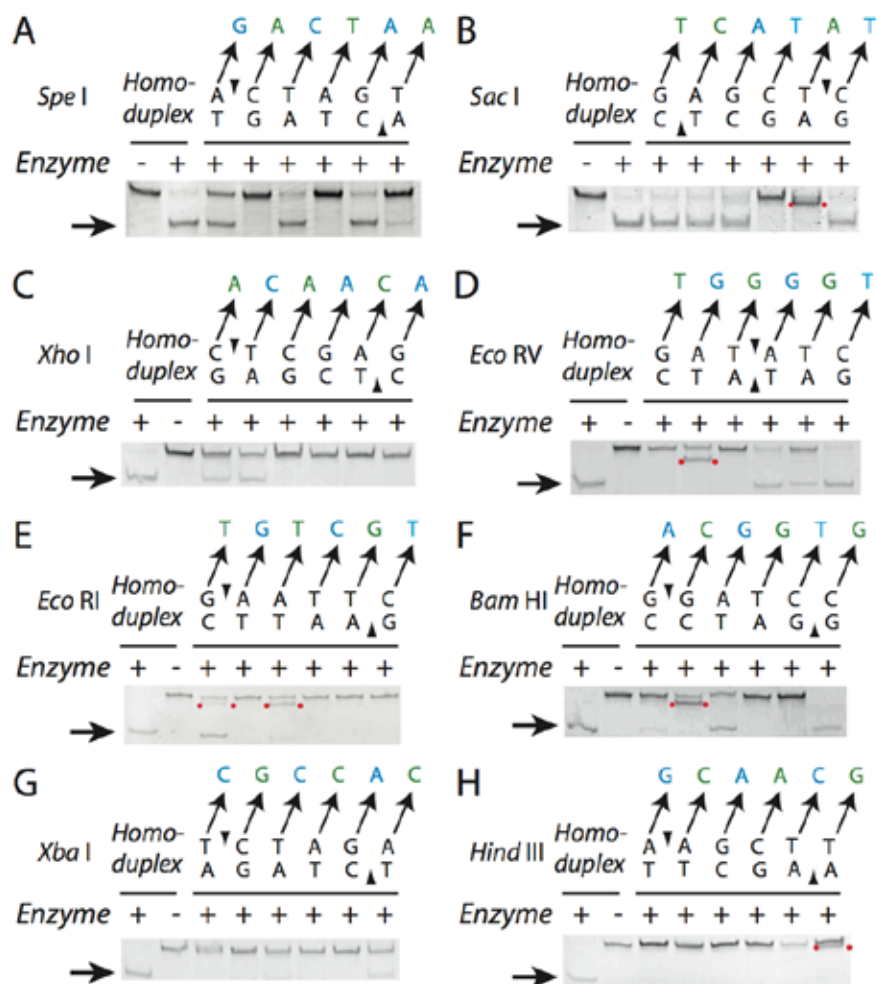 A
G A C T A A
Spe I
Homo-
duplex
A C T A G T
T G A T C A
Enzyme - + + + + + + +
B
T C A T A T
Sac I
Homo-
duplex
G A G C T C
C T C G A G
Enzyme - + + + + + + +
C
A C A A C A
Xho I
Homo-
duplex
C T C G A G
G A G C T C
Enzyme + - + + + + + +
D
T G G G G T
Eco RV
Homo-
duplex
G A T A T C
C T A T A G
Enzyme + - + + + + + +
E
T G T C G T
Eco RI
Homo-
duplex
G A A T T C
C T T A A G
Enzyme + - + + + + + +
F
A C G G T G
Bam HI
Homo-
duplex
G G A T C C
C C T A G G
Enzyme + - + + + + + +
G
C G C C A C
Xba I
Homo-
duplex
T C T A G A
A G A T C T
Enzyme + - + + + + + +
H
G C A A C G
Hind III
Homo-
duplex
A A G C T T
T T C G A A
Enzyme + - + + + + + +